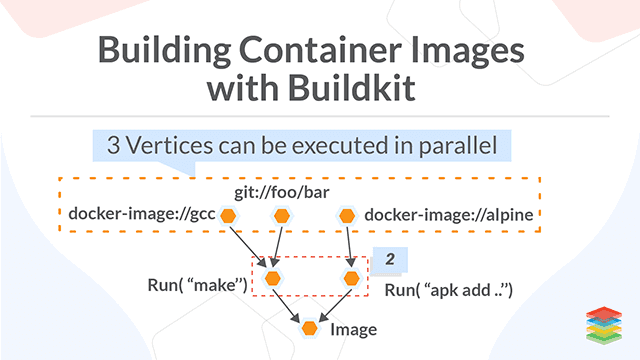 Building Container Images
with Buildkit
3 Vertices can be executed in parallel
git://foo/bar
docker-image://gcc
docker-image://alpine
2
Run( “make’’)
Run( “apk add ..’’)
Image